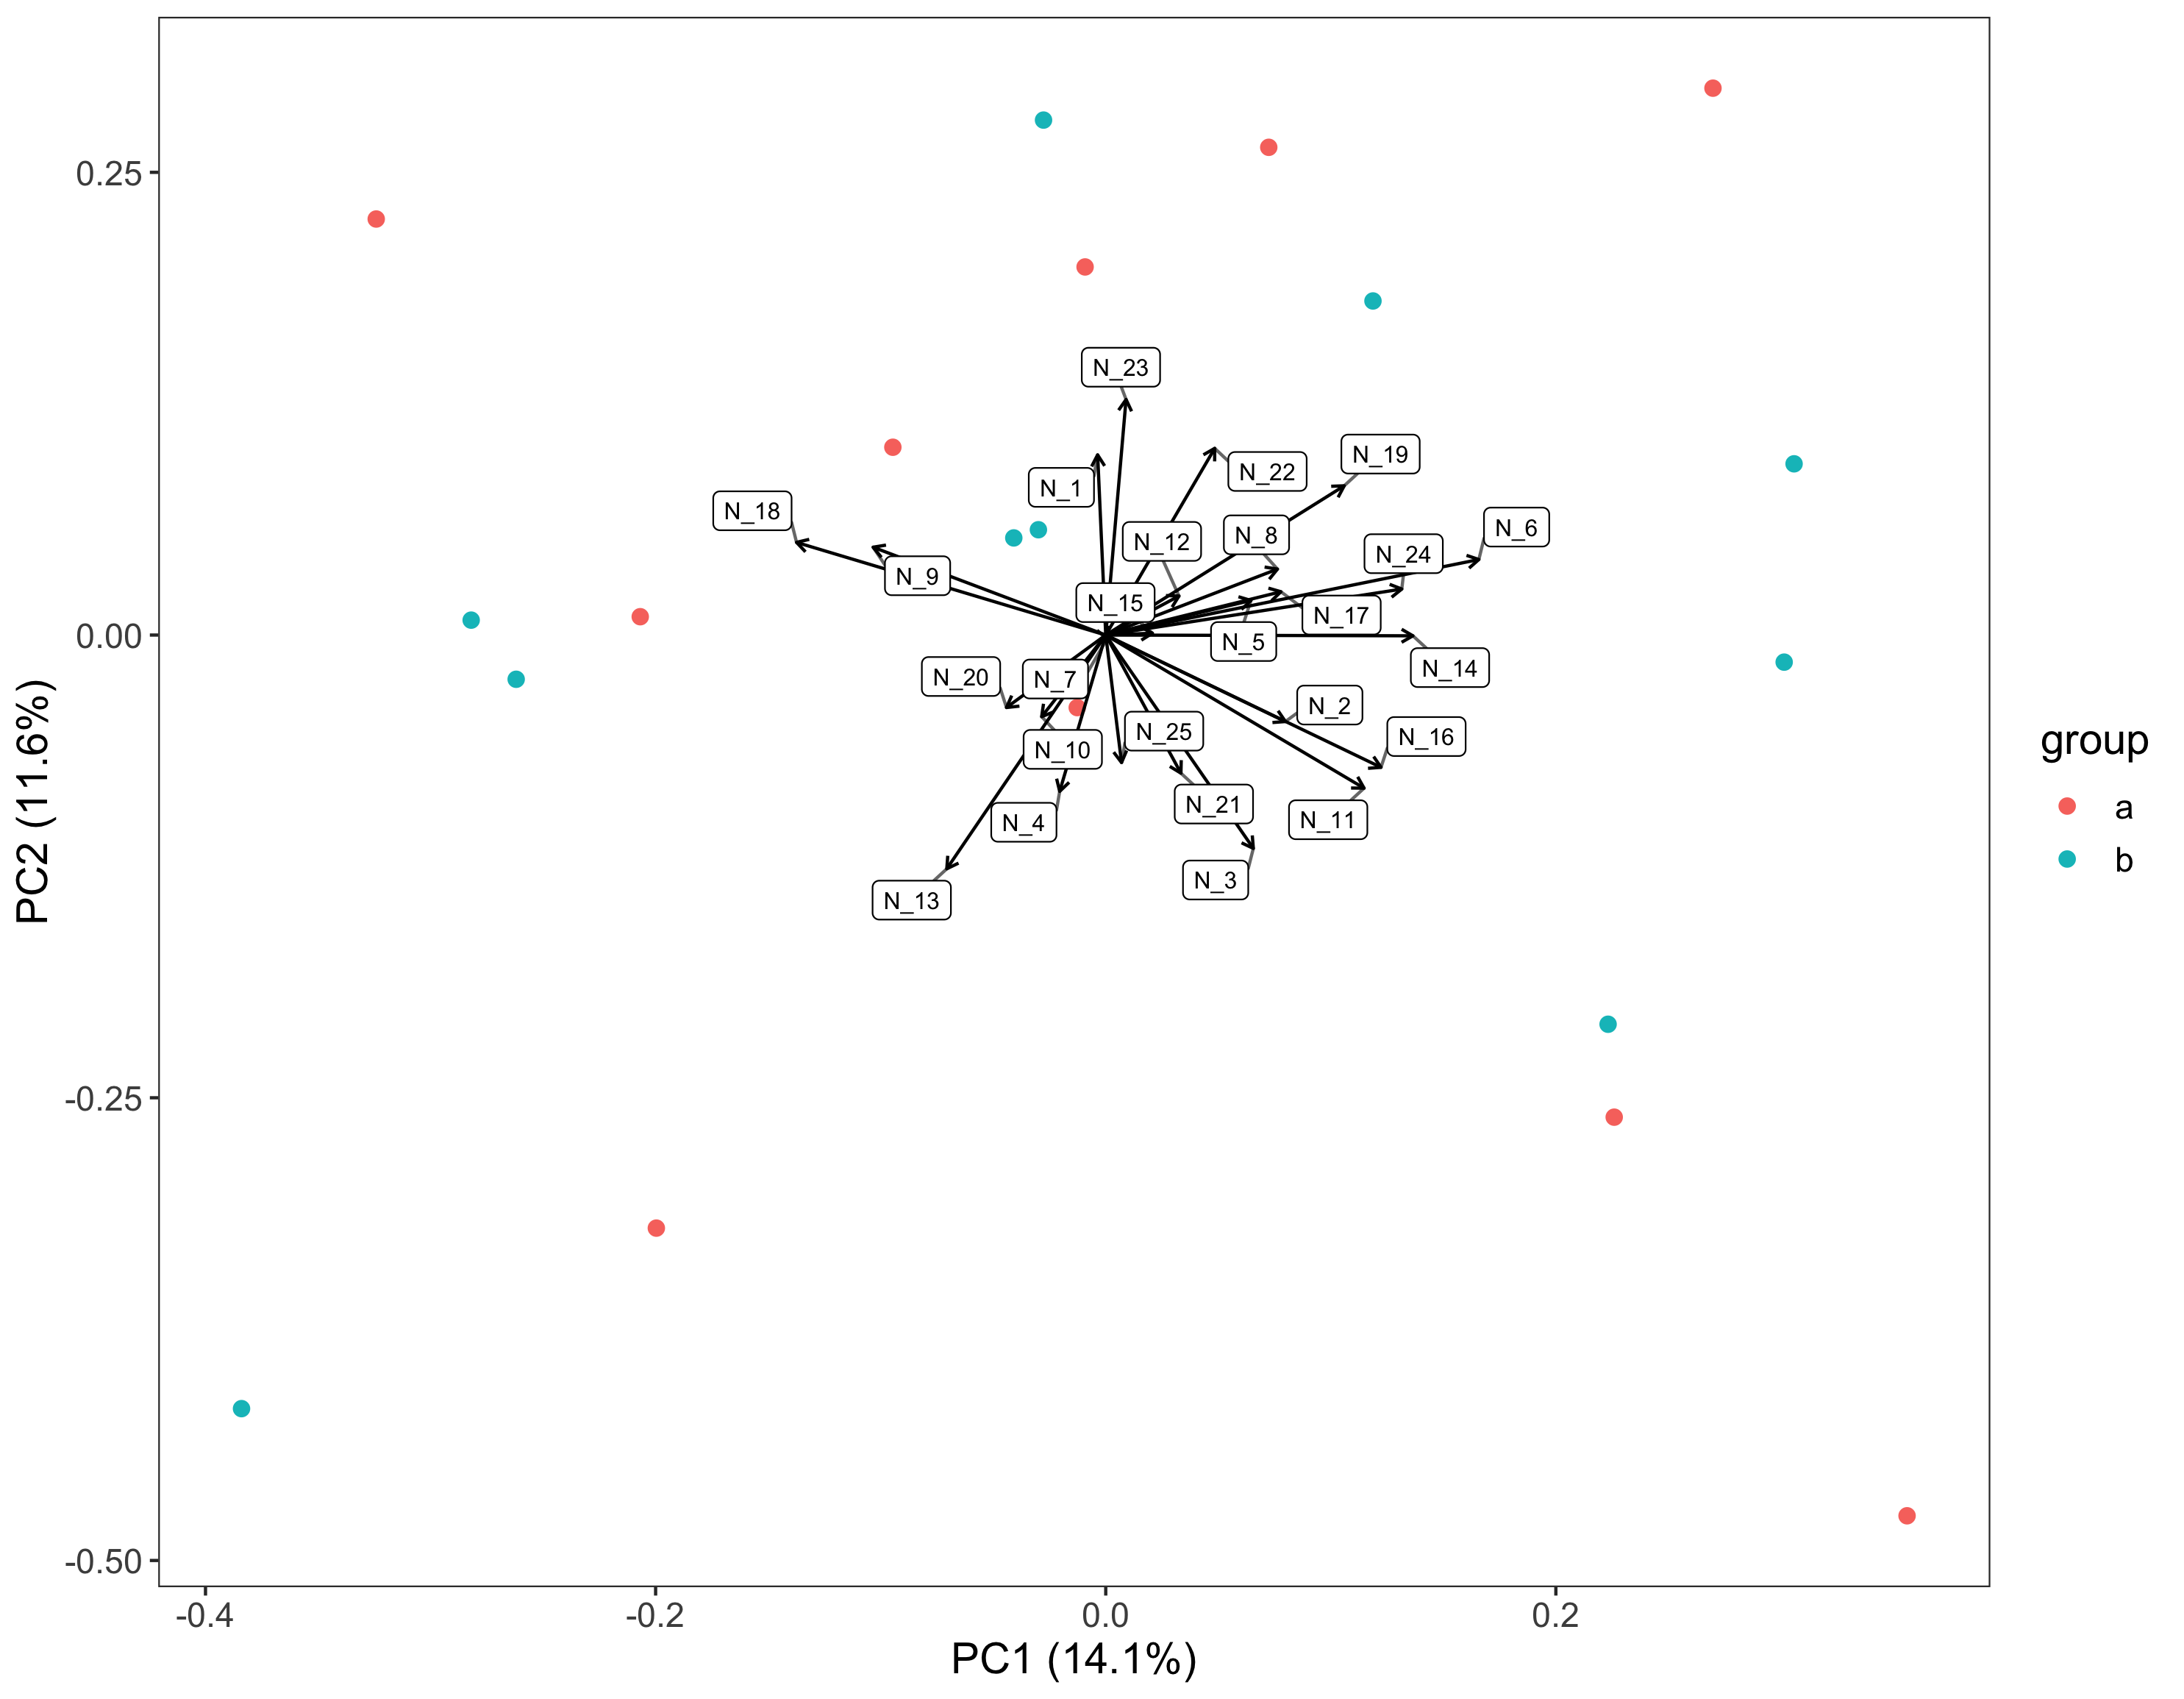 0.25
0.00
-0.25
-0.50
PC2 (11.6%)
N_23
N_19
N_22
N_1
N_18
N_6
N_8
N_12
N_24
N_9
N_15
N_17
N_5
N_14
N_20
N_7
N_2
N_25
N_16
N_10
N_21
N_11
N_4
N_3
N_13
group
a
b
-0.4
-0.2
0.0
0.2
PC1 (14.1%)